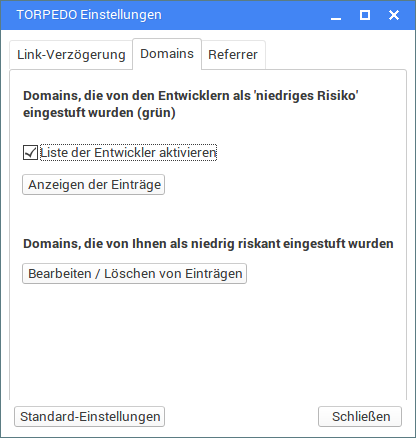 TORPEDO Einstellungen
Link-Verzögerung
Domains
Referrer
Domains, die von den Entwicklern als 'niedriges Risiko'
eingestuft wurden (grün)
Liste der Entwickler aktivieren
Anzeigen der Einträge
Domains, die von Ihnen als niedrig riskant eingestuft wurden
Bearbeiten / Löschen von Einträgen
Standard-Einstellungen
Schließen